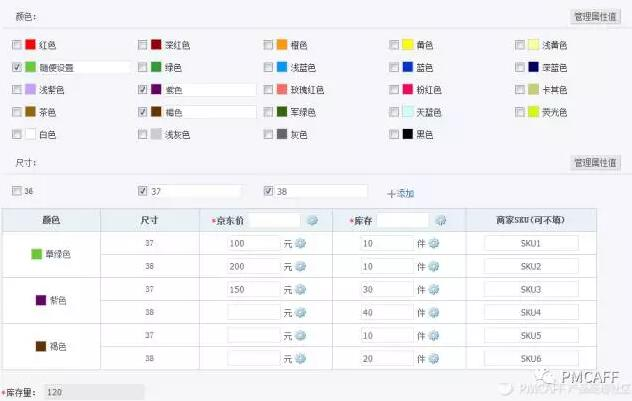 颜色: 管理属性值
红色 深红色 橙色 黄色 浅黄色
随便设置 绿色 浅蓝色 蓝色 深蓝色
浅紫色 紫色 玫瑰红色 粉红色 卡其色
茶色 褐色 军绿色 天蓝色 荧光色
白色 浅灰色 灰色 黑色
尺寸: 管理属性值
36 37 38 +添加
颜色 尺寸 *京东价 *库存 商家SKU(可不填)
草绿色 37 100 元 10 件 SKU1
38 200 元 10 件 SKU2
紫色 37 150 元 30 件 SKU3
38 元 40 件 SKU4
褐色 37 元 10 件 SKU5
38 元 20 件 SKU6
*库存量: 120
PMCAFF
PMCAFF